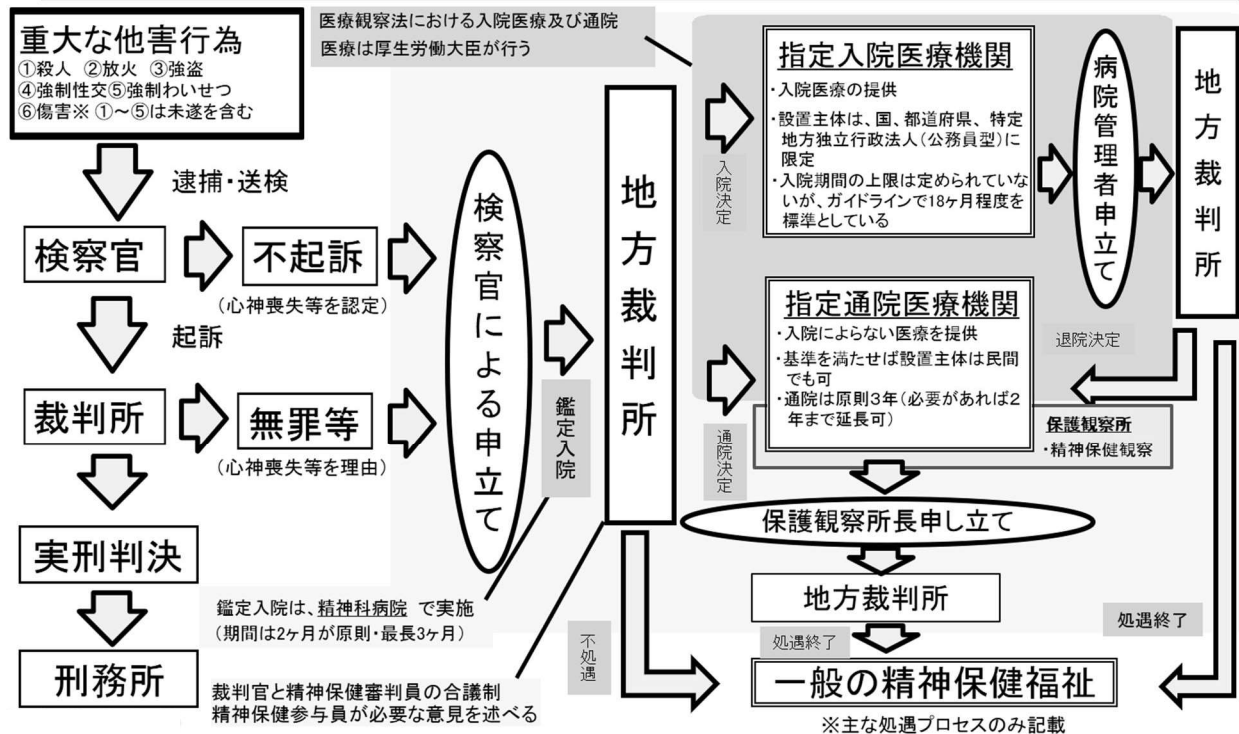 重大な他害行為
①殺人 ②放火 ③強盗
④強制性交⑤強制わいせつ
⑥傷害※ ①～⑤は未遂を含む
逮捕・送検
検察官
不起訴
(心神喪失等を認定)
起訴
裁判所
無罪等
(心神喪失等を理由)
実刑判決
刑務所
検察官による申立て
鑑定入院
鑑定入院は、精神科病院 で実施
(期間は2ヶ月が原則・最長3ヶ月)
地方裁判所
裁判官と精神保健審判員の合議制
精神保健参与員が必要な意見を述べる
医療観察法における入院医療及び通院
医療は厚生労働大臣が行う
入院決定
指定入院医療機関
・入院医療の提供
・設置主体は、国、都道府県、特定
地方独立行政法人(公務員型)に
限定
・入院期間の上限は定められていな
いが、ガイドラインで18ヶ月程度を
標準としている
病院管理者申立て
地方裁判所
退院決定
通院決定
指定通院医療機関
・入院によらない医療を提供
・基準を満たせば設置主体は民間
でも可
・通院は原則3年(必要があれば2
年まで延長可)
保護観察所
・精神保健観察
保護観察所長申し立て
地方裁判所
処遇終了
処遇終了
不処遇
一般の精神保健福祉
※主な処遇プロセスのみ記載